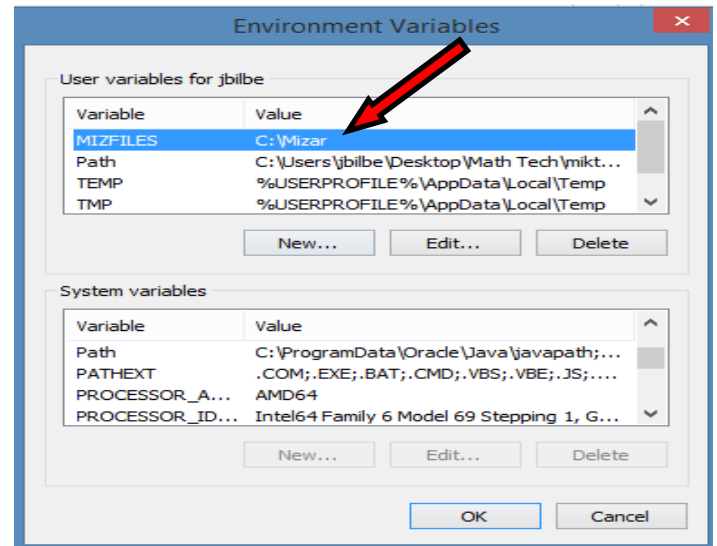 Environment Variables
User variables for jbilbe
Variable Value
MIZFILES C:\Mizar
Path C:\Users\jbilbe\Desktop\Math Tech\mikt...
TEMP %USERPROFILE%\AppData\Local\Temp
TMP %USERPROFILE%\AppData\Local\Temp
New... Edit... Delete
System variables
Variable Value
Path C:\ProgramData\Oracle\Java\javapath;...
PATHEXT .COM;.EXE;.BAT;.CMD;.VBS;.VBE;.JS;....
PROCESSOR_A... AMD64
PROCESSOR_ID... Intel64 Family 6 Model 69 Stepping 1, G...
New... Edit... Delete
OK Cancel